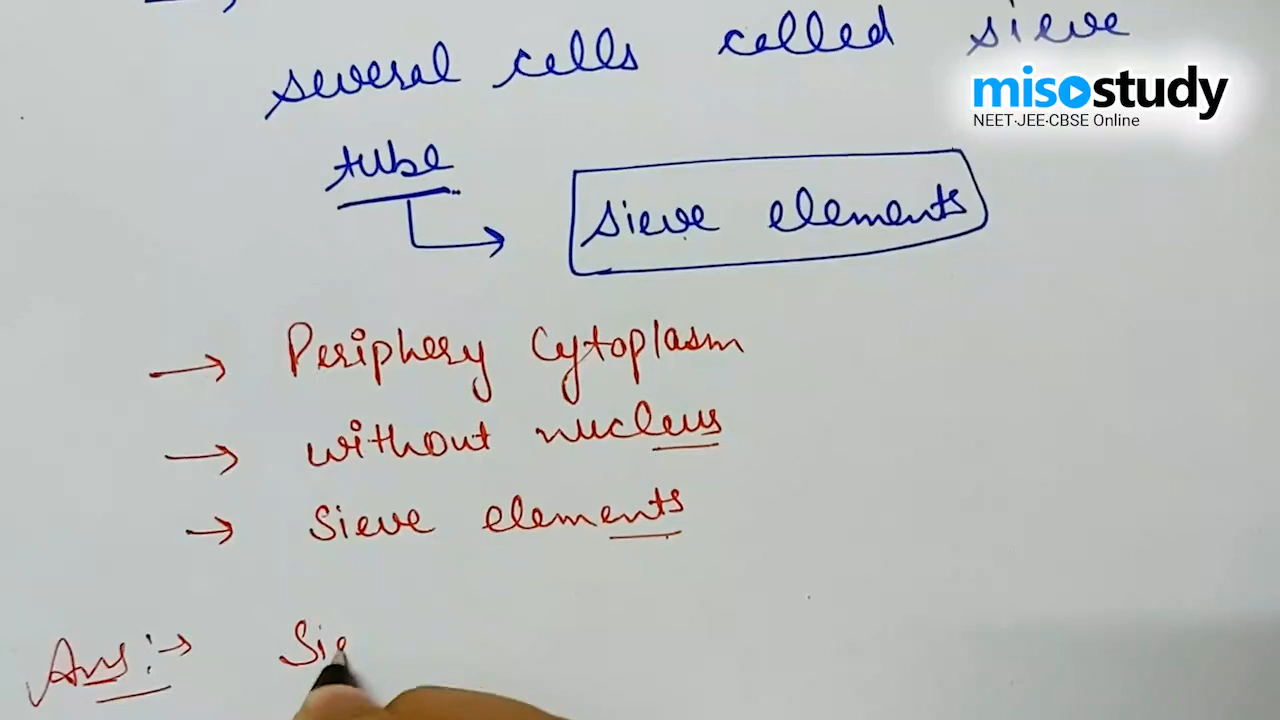 several cells called sieve
misostudy
NEET·JEE·CBSE Online
tube
sieve elements
→ Periphery Cytoplasm
→ without nucleus
→ Sieve elements
Ans:→ Sie